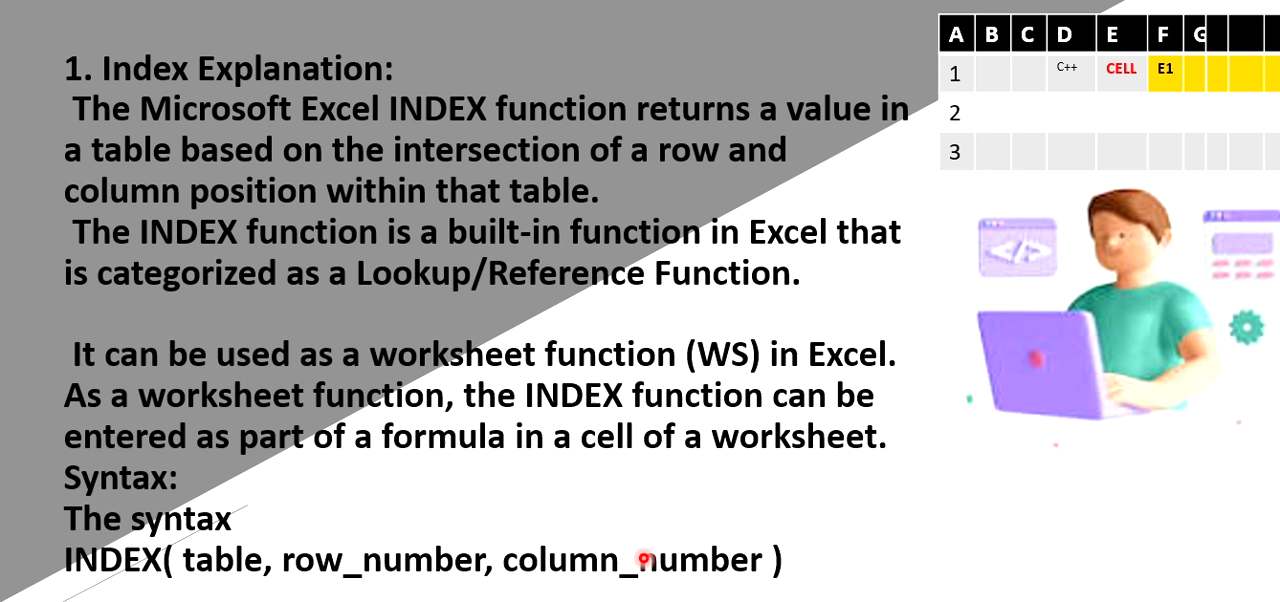 1. Index Explanation:
The Microsoft Excel INDEX function returns a value in
a table based on the intersection of a row and
column position within that table.
The INDEX function is a built-in function in Excel that
is categorized as a Lookup/Reference Function.
It can be used as a worksheet function (WS) in Excel.
As a worksheet function, the INDEX function can be
entered as part of a formula in a cell of a worksheet.
Syntax:
The syntax
INDEX( table, row_number, column_number )
A B C D E F G
1 C++ CELL E1
2
3